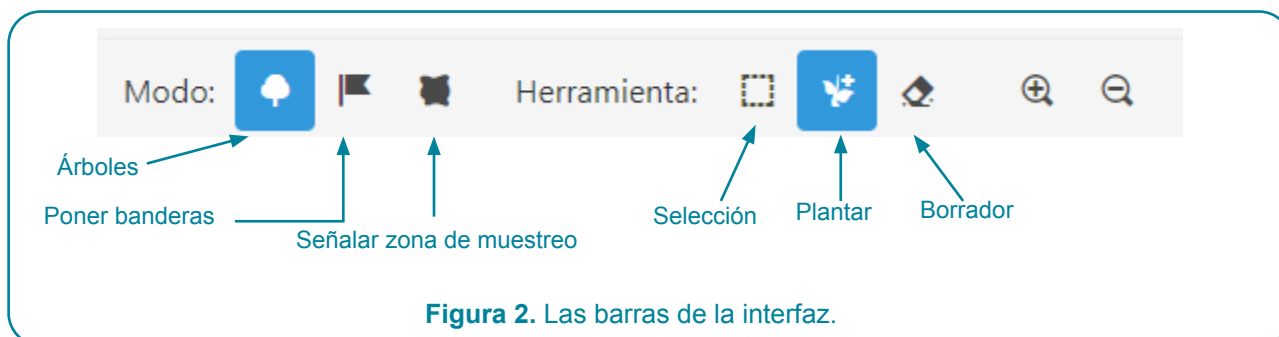 Modo: Herramienta:
Árboles
Poner banderas
Señalar zona de muestreo
Selección
Plantar
Borrador
Figura 2. Las barras de la interfaz.